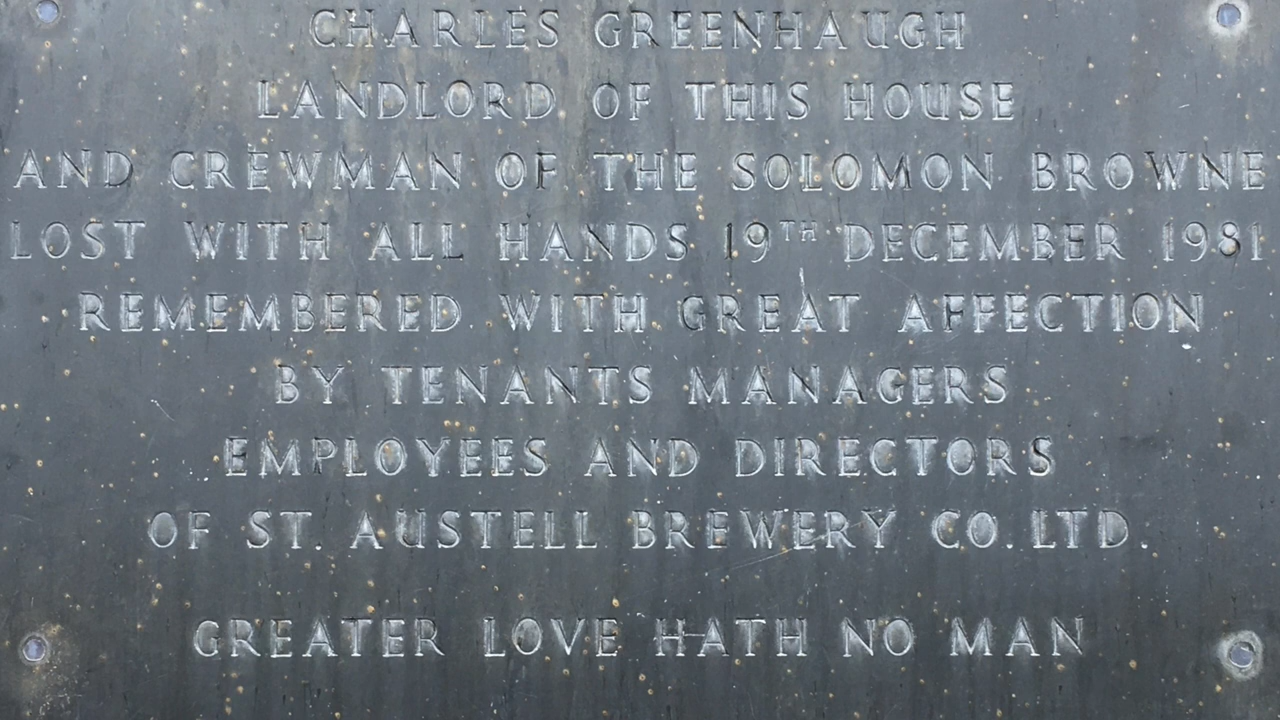 CHARLES GREENHAUGH
LANDLORD OF THIS HOUSE
AND CREWMAN OF THE SOLOMON BROWNE
LOST WITH ALL HANDS 19TH DECEMBER 1981
REMEMBERED WITH GREAT AFFECTION
BY TENANTS MANAGERS
EMPLOYEES AND DIRECTORS
OF ST. AUSTELL BREWERY CO. LTD.
GREATER LOVE HATH NO MAN